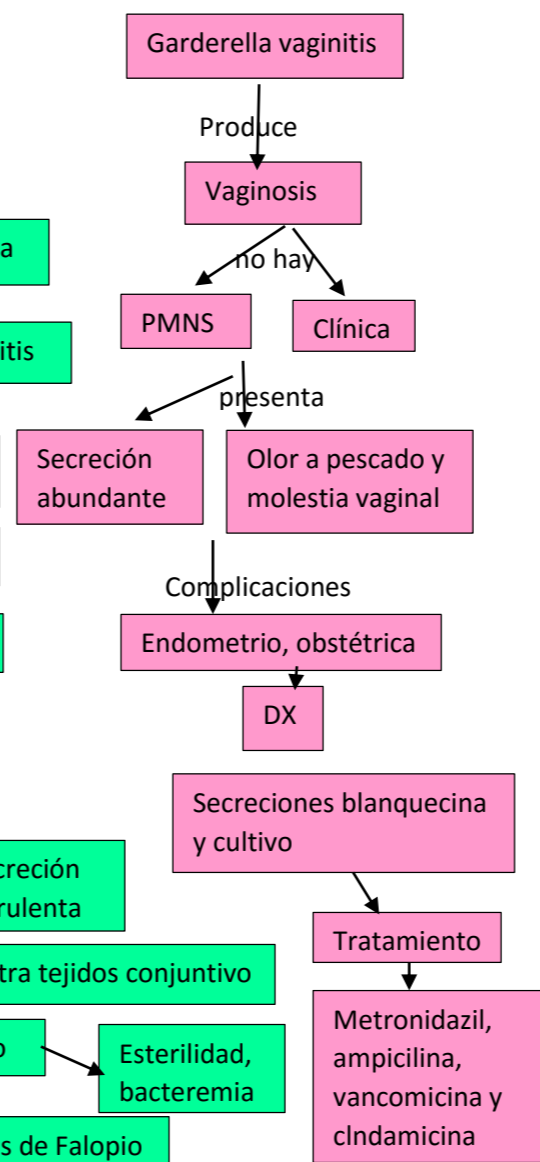 Garderella vaginitis
Produce
Vaginosis
a
no hay
PMNS
Clínica
itis
presenta
Secreción
abundante
Olor a pescado y
molestia vaginal
Complicaciones
Endometrio, obstétrica
DX
Secreciones blanquecina
y cultivo
creción
rulenta
Tratamiento
tra tejidos conjuntivo
Metronidazil,
ampicilina,
vancomicina y
clndamicina
o
Esterilidad,
bacteremia
s de Falopio